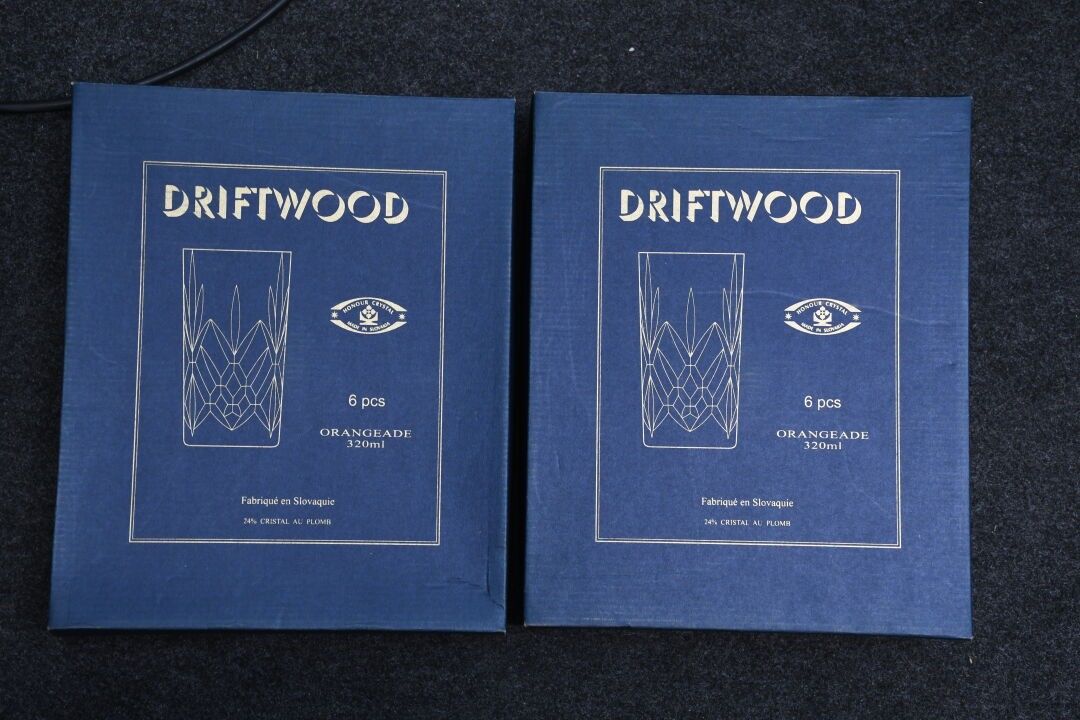 DRIFTWOOD
HONOUR CRYSTAL
MADE IN SLOVAKIA
6 pcs
ORANGEADE
320ml
Fabriqué en Slovaquie
24% CRISTAL AU PLOMB
DRIFTWOOD
HONOUR CRYSTAL
MADE IN SLOVAKIA
6 pcs
ORANGEADE
320ml
Fabriqué en Slovaquie
24% CRISTAL AU PLOMB